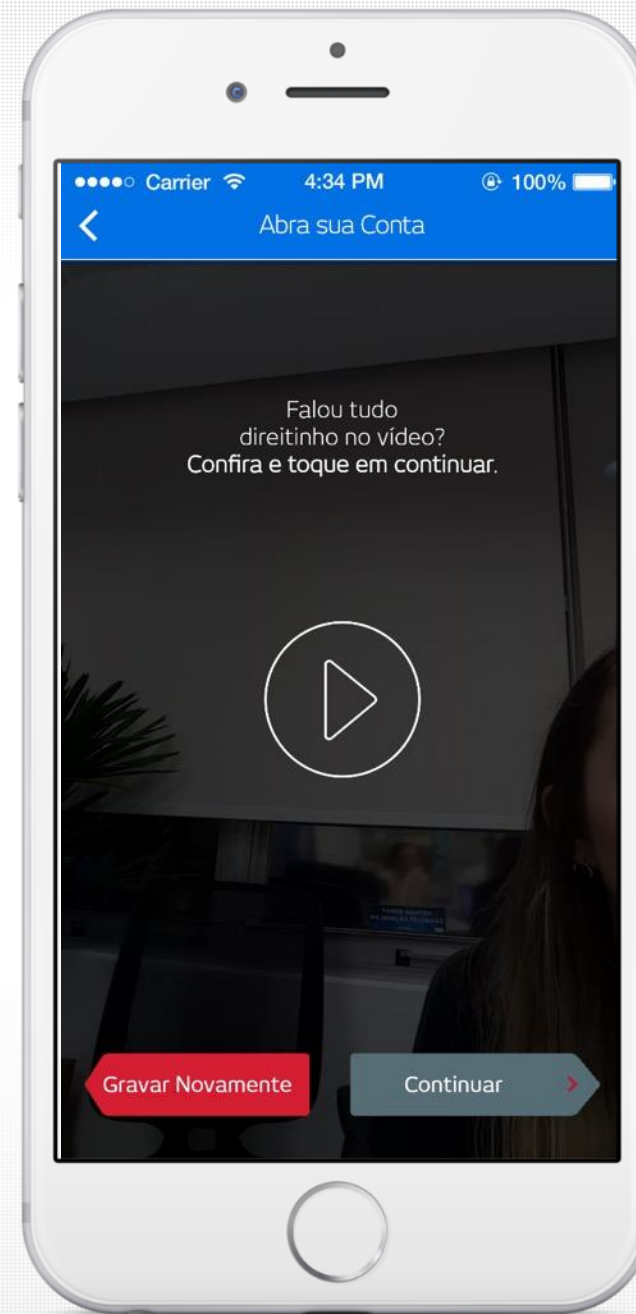 Carrier 4:34 PM 100%
Abra sua Conta
Falou tudo
direitinho no vídeo?
Confira e toque em continuar.
Gravar Novamente
Continuar